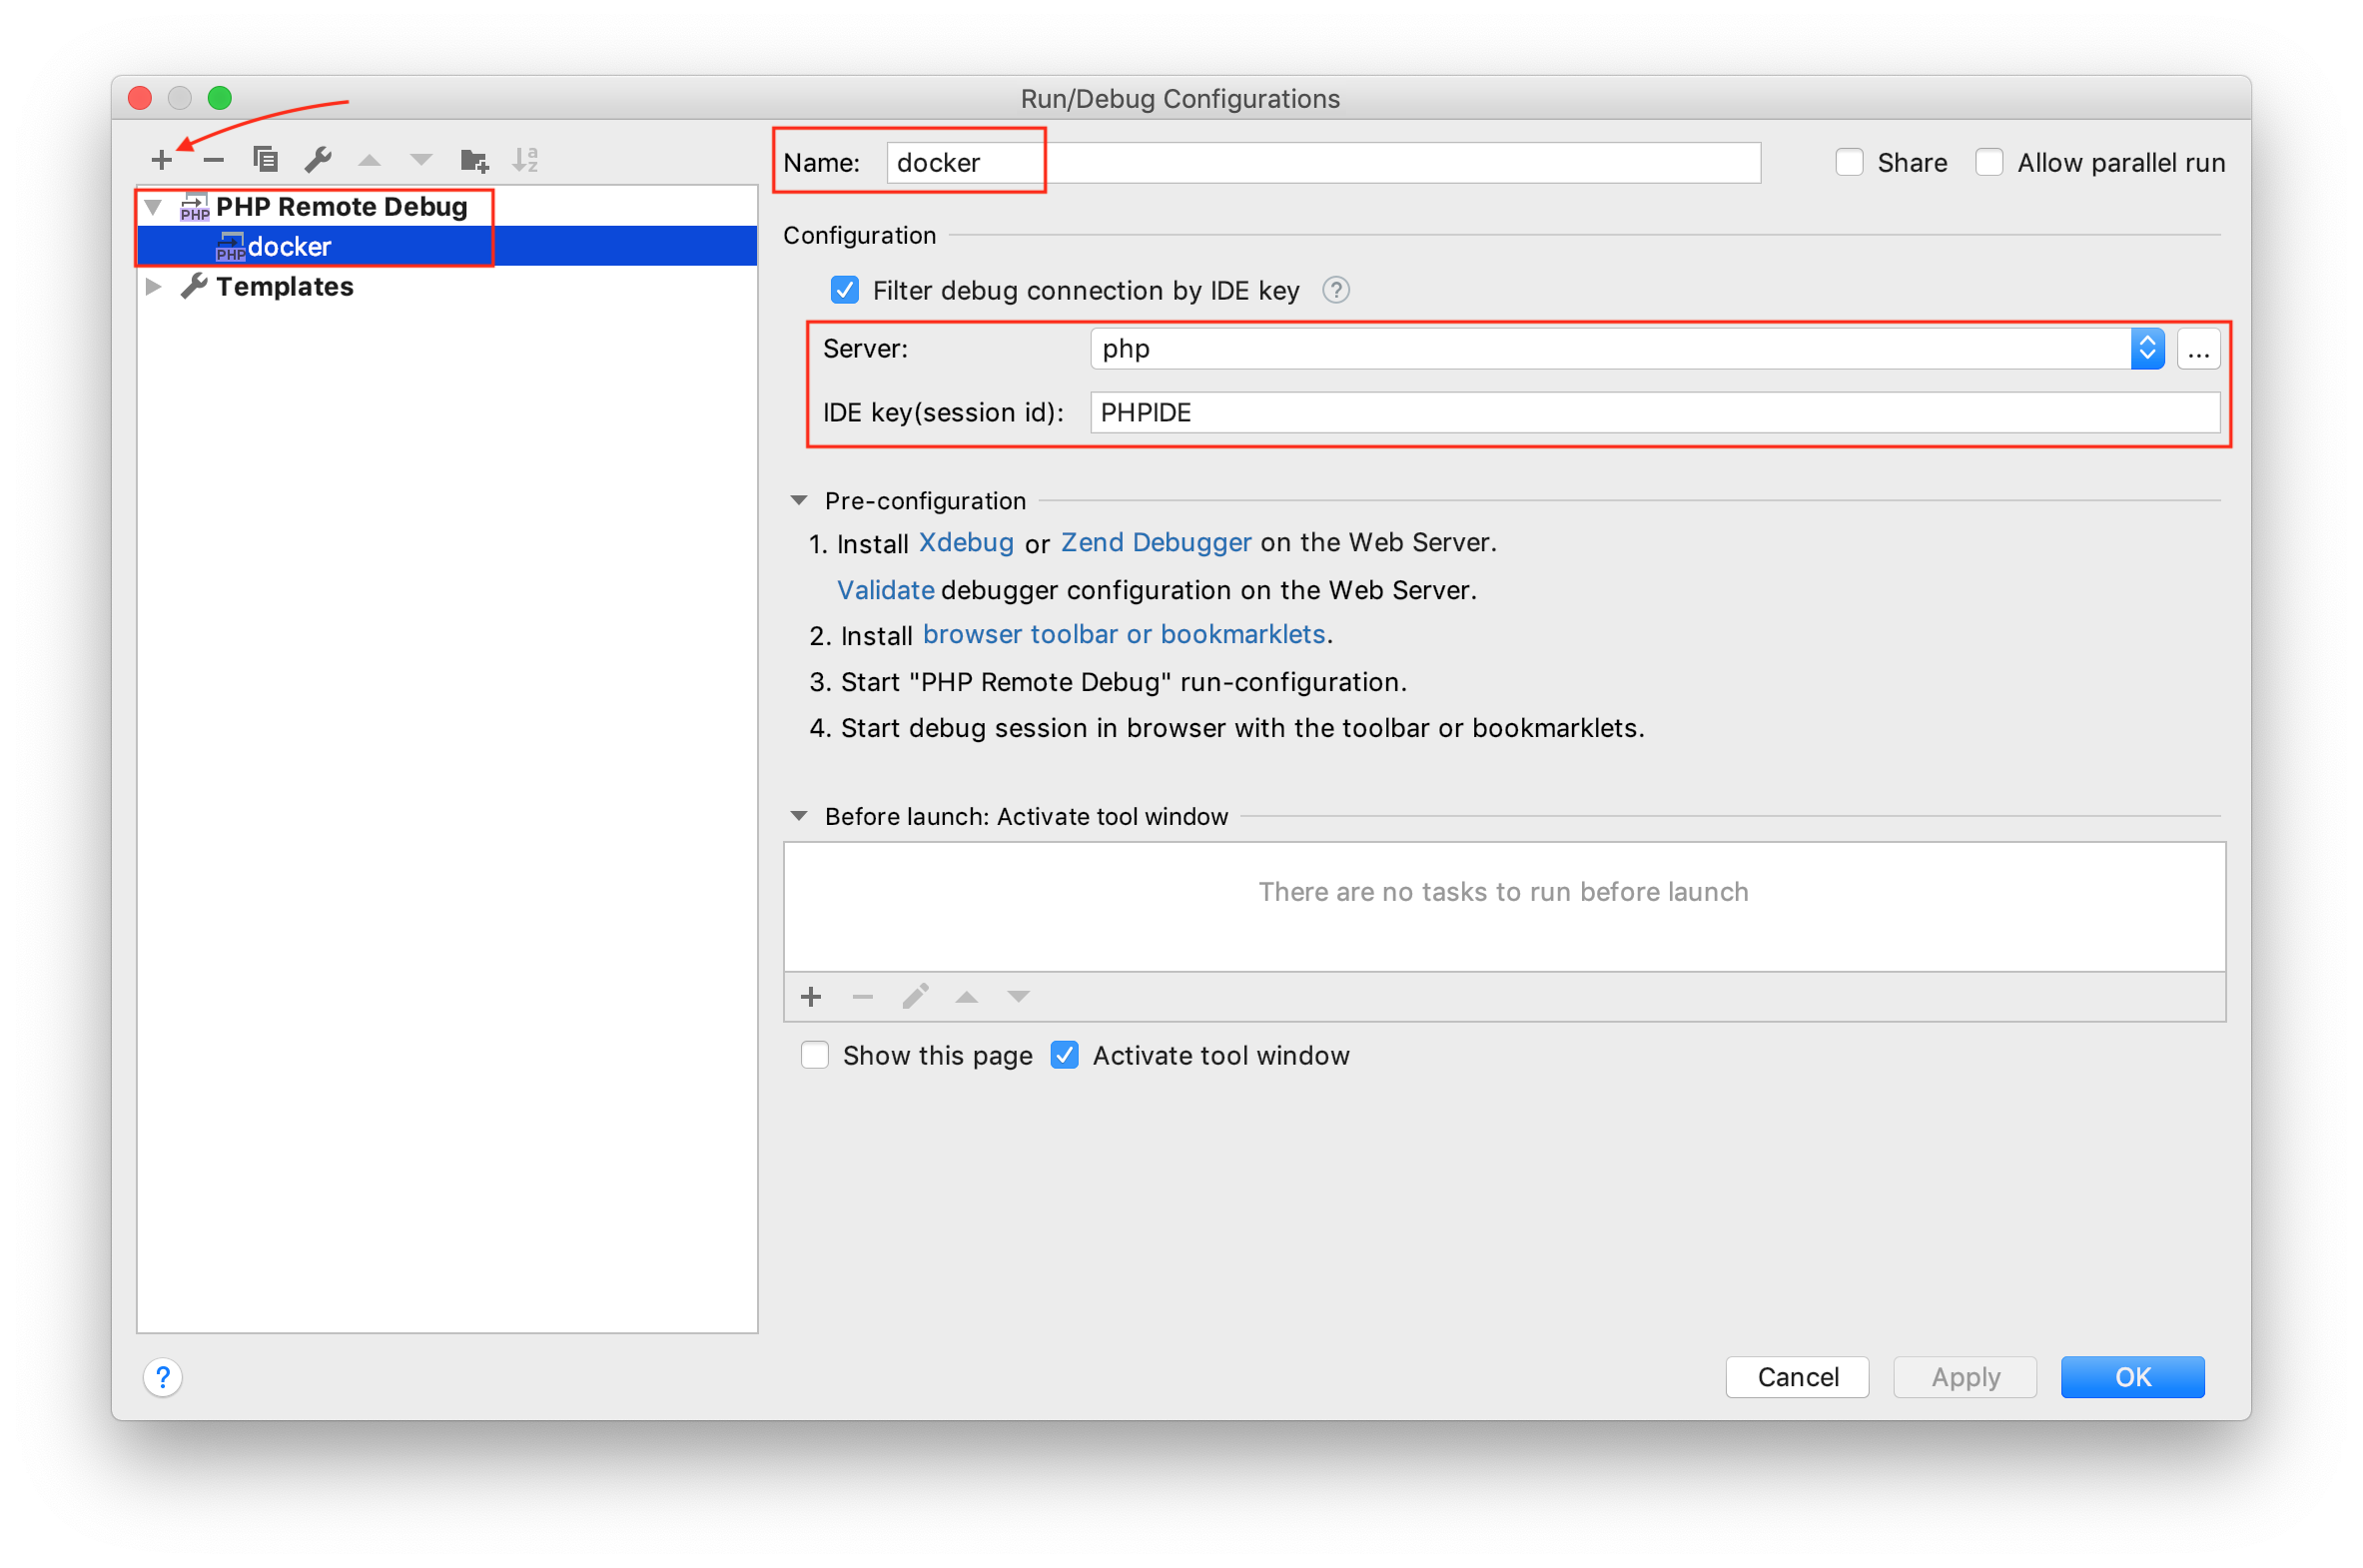 Run/Debug Configurations
Name: docker
Share
Allow parallel run
PHP PHP Remote Debug
PHP docker
Templates
Configuration
Filter debug connection by IDE key ?
Server: php ...
IDE key(session id): PHPIDE
Pre-configuration
1. Install Xdebug or Zend Debugger on the Web Server.
Validate debugger configuration on the Web Server.
2. Install browser toolbar or bookmarklets.
3. Start "PHP Remote Debug" run-configuration.
4. Start debug session in browser with the toolbar or bookmarklets.
Before launch: Activate tool window
There are no tasks to run before launch
Show this page
Activate tool window
?
Cancel
Apply
OK